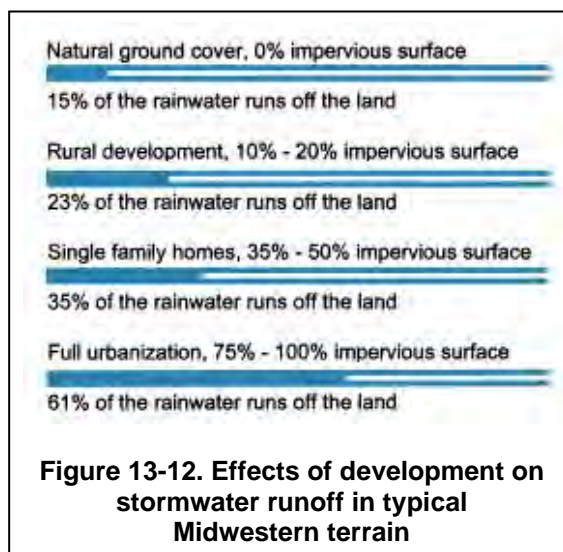 Natural ground cover, 0% impervious surface
15% of the rainwater runs off the land
Rural development, 10% - 20% impervious surface
23% of the rainwater runs off the land
Single family homes, 35% - 50% impervious surface
35% of the rainwater runs off the land
Full urbanization, 75% - 100% impervious surface
61% of the rainwater runs off the land
Figure 13-12. Effects of development on
stormwater runoff in typical
Midwestern terrain